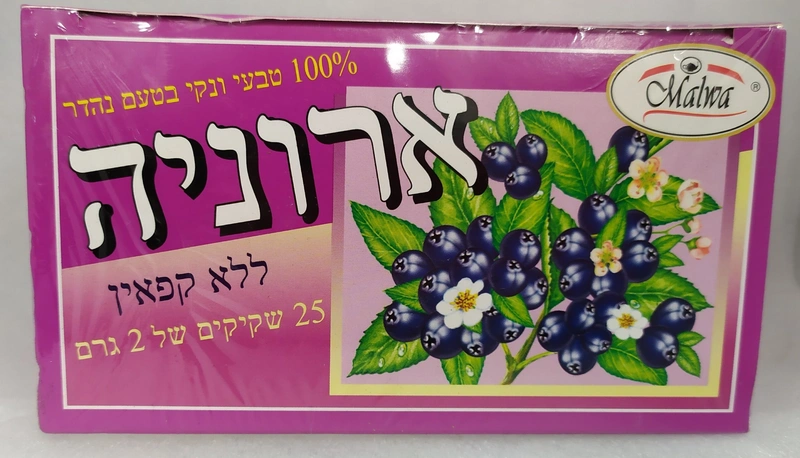 100% טבעי ונקי בטעם נהדר
Malwa
®
ארוניה
ללא קפאין
25 שקיקים של 2 גרם